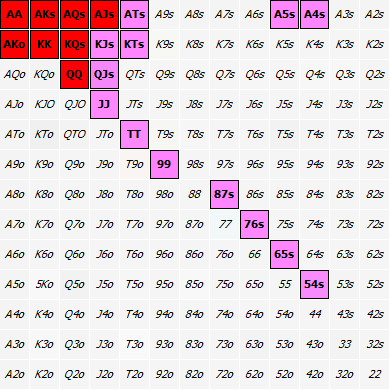 AA AKs AQs AJs ATs A9s A8s A7s A6s A5s A4s A3s A2s
AKo KK KQs KJs KTs K9s K8s K7s K6s K5s K4s K3s K2s
AQo KQo QQ QJs QTs Q9s Q8s Q7s Q6s Q5s Q4s Q3s Q2s
AJo KJO QJO JJ JTs J9s J8s J7s J6s J5s J4s J3s J2s
ATo KTo QTO JTo TT T9s T8s T7s T6s T5s T4s T3s T2s
A9o K9o Q9o J9o T9o 99 98s 97s 96s 95s 94s 93s 92s
A8o K8o Q8o J8o T8o 98o 88 87s 86s 85s 84s 83s 82s
A7o K7o Q7o J7o T7o 97o 87o 77 76s 75s 74s 73s 72s
A6o K6o Q6o J6o T6o 96o 86o 76o 66 65s 64s 63s 62s
A5o 5Ko Q5o J5o T5o 95o 85o 75o 65o 55 54s 53s 52s
A4o K4o Q4o J4o T4o 94o 84o 74o 64o 54o 44 43s 42s
A3o K3o Q3o J3o T3o 93o 83o 73o 63o 53o 43o 33 32s
A2o K2o Q2o J2o T2o 92o 82o 72o 62o 52o 42o 32o 22